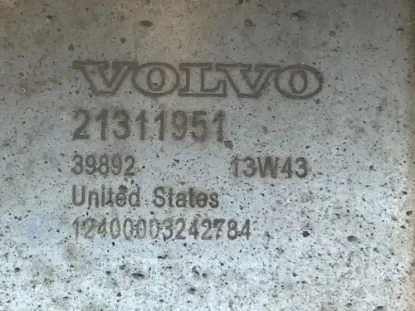 VOLVO
21311951
39892 13W43
United States
12400003242784